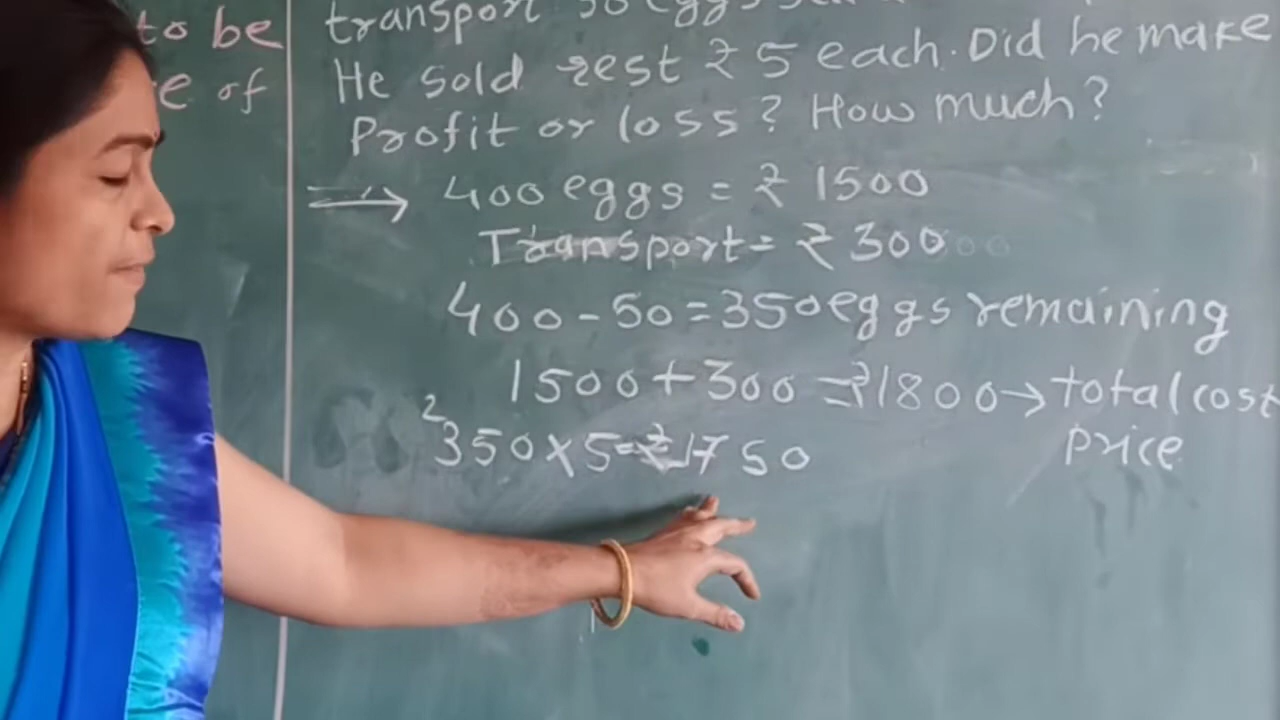 to be
e of
transport 50 eggs
He sold rest ₹ 5 each. Did he make
Profit or loss? How much?
⟹ 400 eggs = ₹ 1500
Transport = ₹ 300
400 - 50 = 350 eggs remaining
1500 + 300 = ₹1800 → total cost
price
2
350 × 5 = ₹ 1750